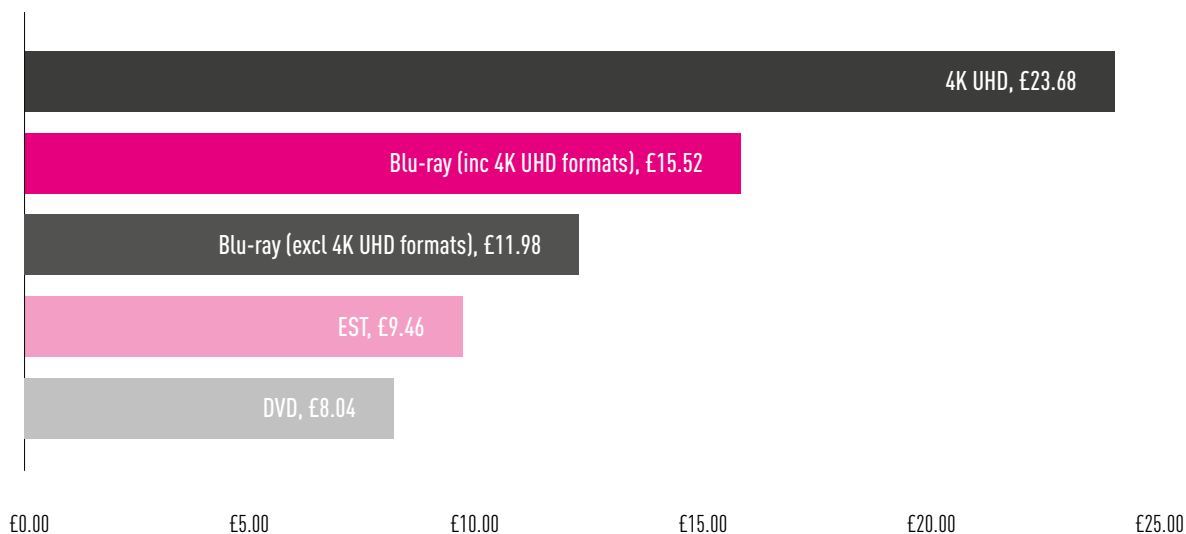 4K UHD, £23.68
Blu-ray (inc 4K UHD formats), £15.52
Blu-ray (excl 4K UHD formats), £11.98
EST, £9.46
DVD, £8.04
£0.00 £5.00 £10.00 £15.00 £20.00 £25.00